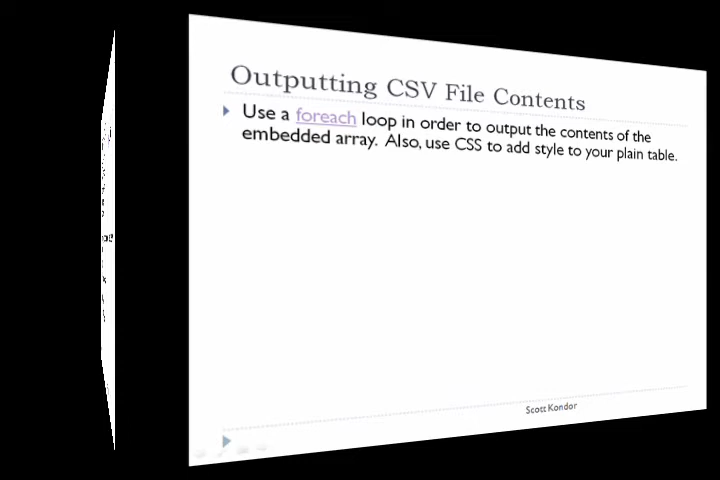 Outputting CSV File Contents
Use a foreach loop in order to output the contents of the
embedded array. Also, use CSS to add style to your plain table.
Scott Kondor